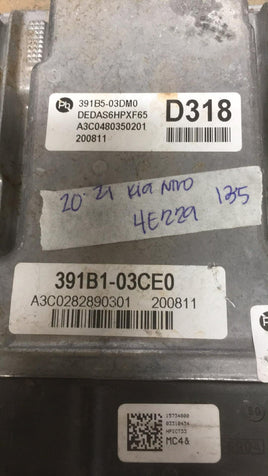 391B5-03DM0
DEDAS6HPXF65
D318
A3C0480350201
200811
20-21 Kia Niro 135
4E229
391B1-03CE0
A3C0282890301 200811
MC4&